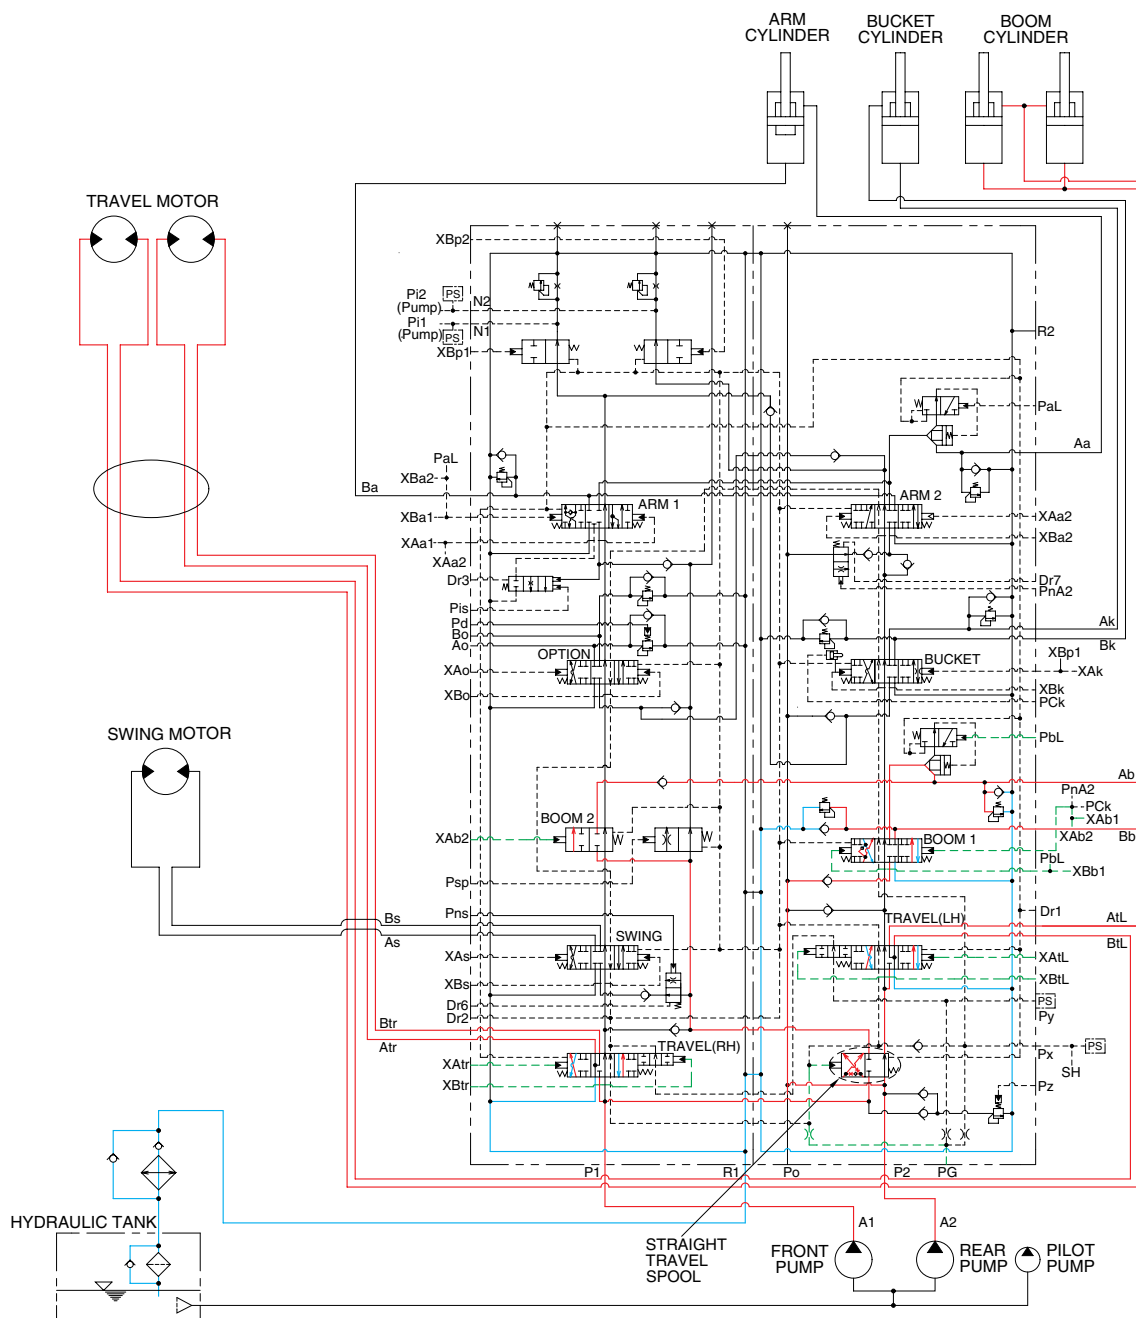 ARM
CYLINDER
BUCKET
CYLINDER
BOOM
CYLINDER
TRAVEL MOTOR
XBp2
Pi2
(Pump)
PS
N2
Pi1
(Pump)
PS
N1
XBp1
R2
PaL
Aa
PaL
XBa2
Ba
XBa1
XAa1
XAa2
ARM 1
ARM 2
XAa2
XBa2
Dr3
Pis
Pd
Bo
Ao
Dr7
PnA2
Ak
Bk
OPTION
XAo
XBo
BUCKET
XBp1
XAk
XBk
PCk
SWING MOTOR
PbL
Ab
PnA2
PCk
XAb1
XAb2
Bb
BOOM 2
XAb2
Psp
BOOM 1
PbL
XBb1
Pns
Bs
As
SWING
XAs
XBs
Dr6
Dr2
Dr1
TRAVEL(LH)
AtL
BtL
XAtL
XBtL
PS
Py
Btr
Atr
TRAVEL(RH)
XAtr
XBtr
Px
PS
SH
Pz
P1
R1
Po
P2
PG
HYDRAULIC TANK
STRAIGHT
TRAVEL
SPOOL
A1
A2
FRONT
PUMP
REAR
PUMP
PILOT
PUMP